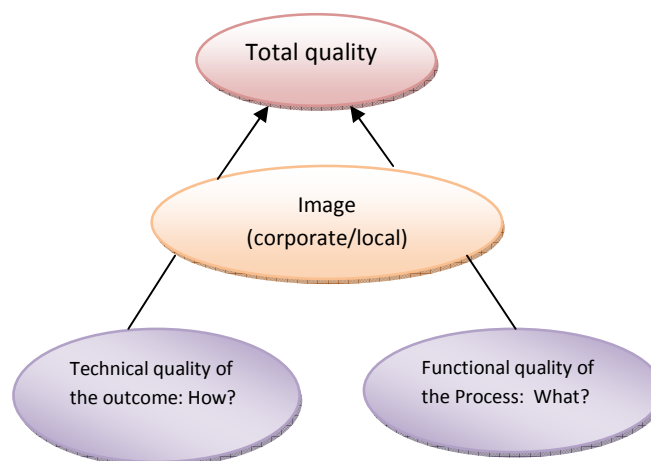 Total quality
Image
(corporate/local)
Technical quality of
the outcome: How?
Functional quality of
the Process: What?